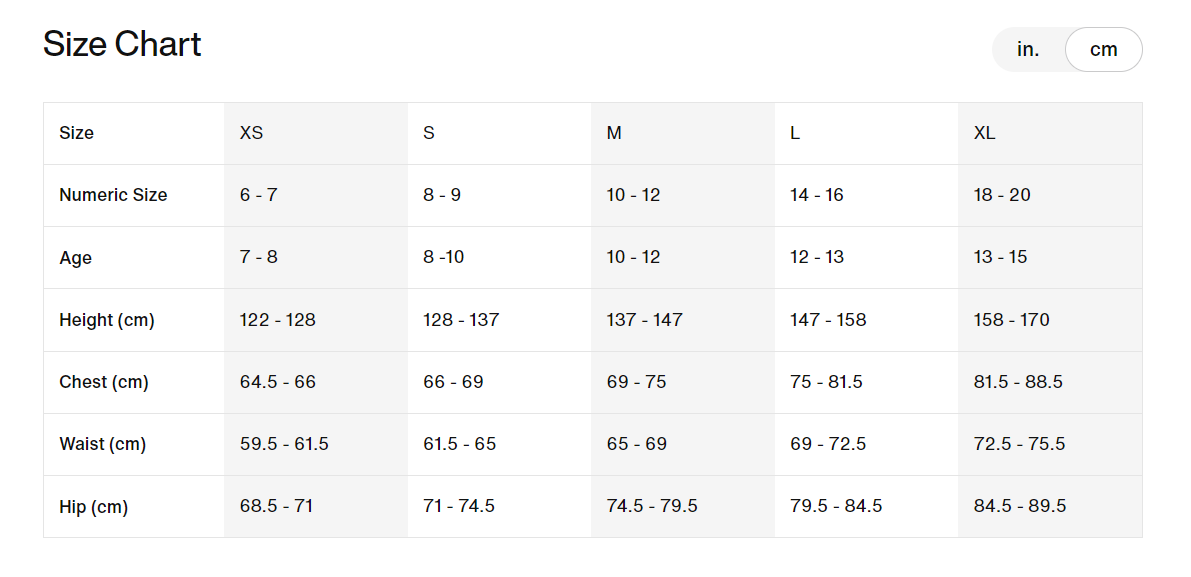 Size Chart
in. cm
Size XS S M L XL
Numeric Size 6 - 7 8 - 9 10 - 12 14 - 16 18 - 20
Age 7 - 8 8 -10 10 - 12 12 - 13 13 - 15
Height (cm) 122 - 128 128 - 137 137 - 147 147 - 158 158 - 170
Chest (cm) 64.5 - 66 66 - 69 69 - 75 75 - 81.5 81.5 - 88.5
Waist (cm) 59.5 - 61.5 61.5 - 65 65 - 69 69 - 72.5 72.5 - 75.5
Hip (cm) 68.5 - 71 71 - 74.5 74.5 - 79.5 79.5 - 84.5 84.5 - 89.5